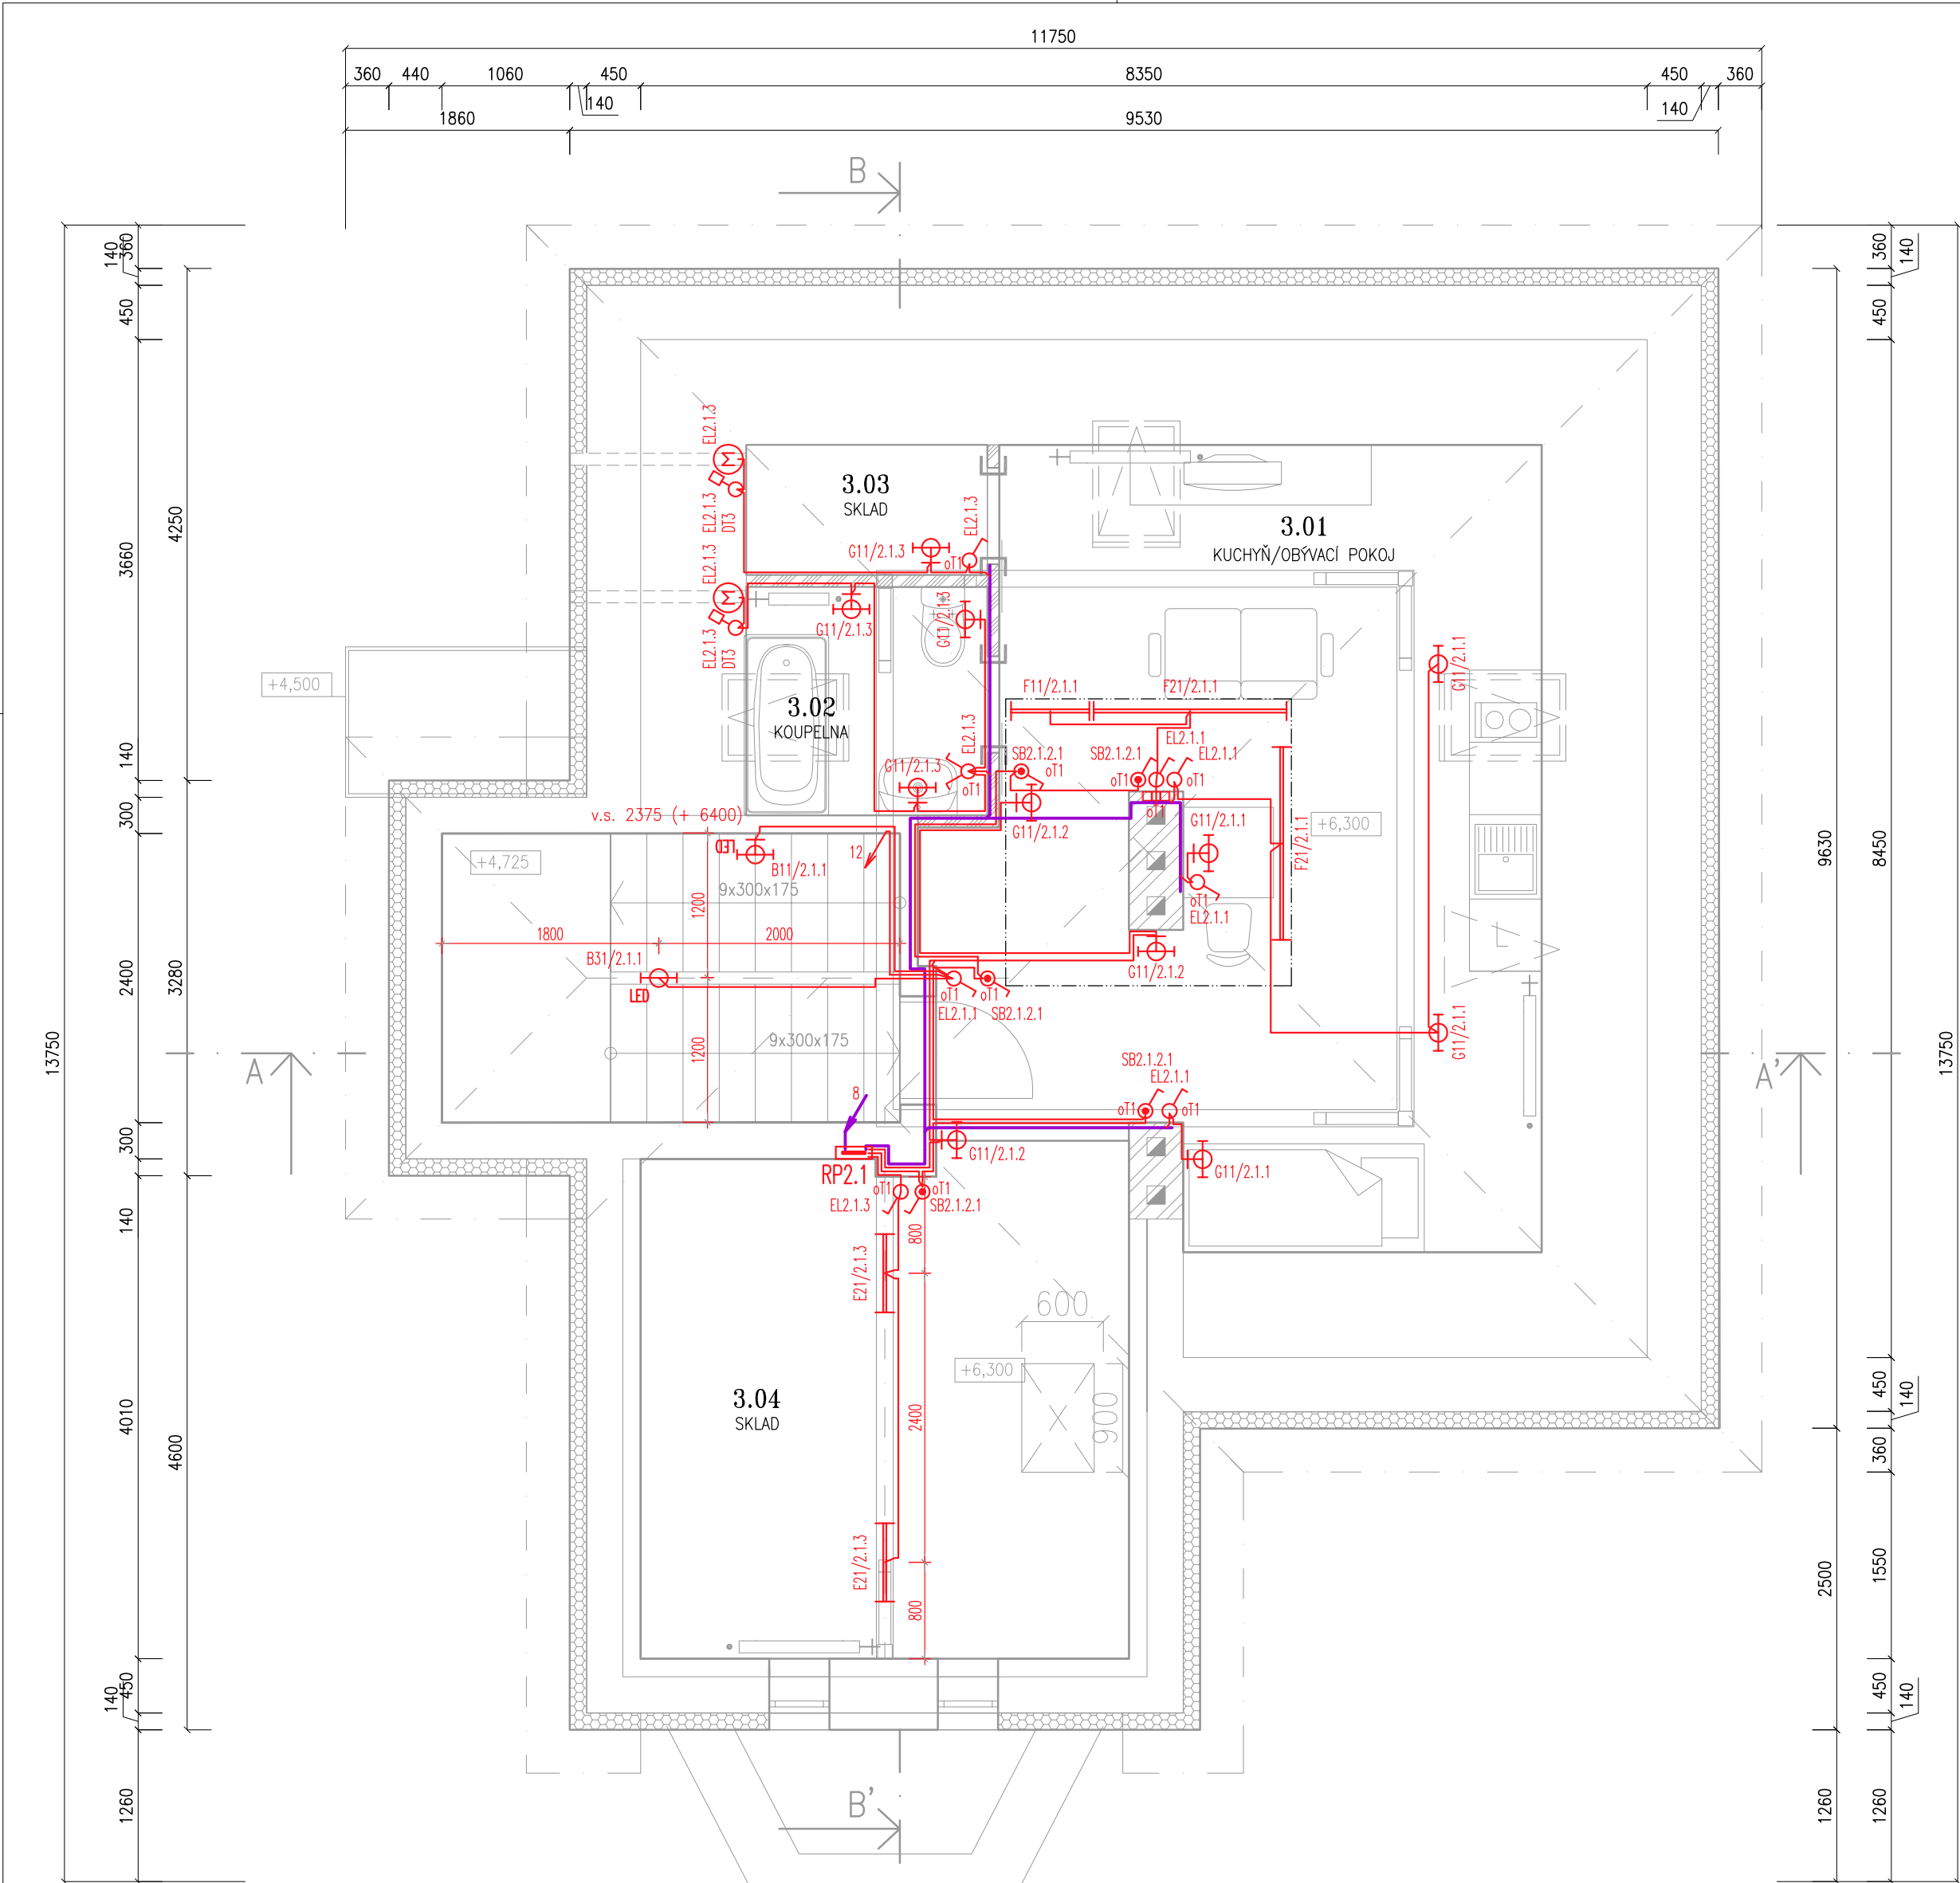 11750
360 440 1060 450 8350 450 360
140 140
1860 9530
B
140 360
360 140
450
450
EL2.1.3
3.03
SKLAD
EL2.1.3
3.01
KUCHYŇ/OBÝVACÍ POKOJ
EL2.1.3
DT3
4250
3660
G11/2.1.3
oT1
EL2.1.3
G11/2.1.3
G11/2.1.3
EL2.1.3
DT3
G11/2.1.1
+4,500
F11/2.1.1 F21/2.1.1
3.02
KOUPELNA
EL2.1.3
EL2.1.1
SB2.1.2.1 SB2.1.2.1 EL2.1.1
140
G11/2.1.3
oT1 oT1 oT1 oT1
oT1
v.s. 2375 (+ 6400)
300
G11/2.1.2
G11/2.1.1
+6,300
F21/2.1.1
LED
12
B11/2.1.1
+4,725
9x300x175
9630 8450
1200
oT1
EL2.1.1
1800 2000
L
B31/2.1.1
G11/2.1.2
2400 3280
LED
oT1 oT1
EL2.1.1 SB2.1.2.1
G11/2.1.1
13750
13750
9x300x175
1200
A
A'
SB2.1.2.1
EL2.1.1
8
oT1 oT1
300
G11/2.1.2
RP2.1
G11/2.1.1
oT1 oT1
EL2.1.3 SB2.1.2.1
140
800
E21/2.1.3
600
+6,300
3.04
SKLAD
4010
4600
2400
900
450 140
360
E21/2.1.3
2500 1550
800
140 450
450 140
B'
1260
1260 1260